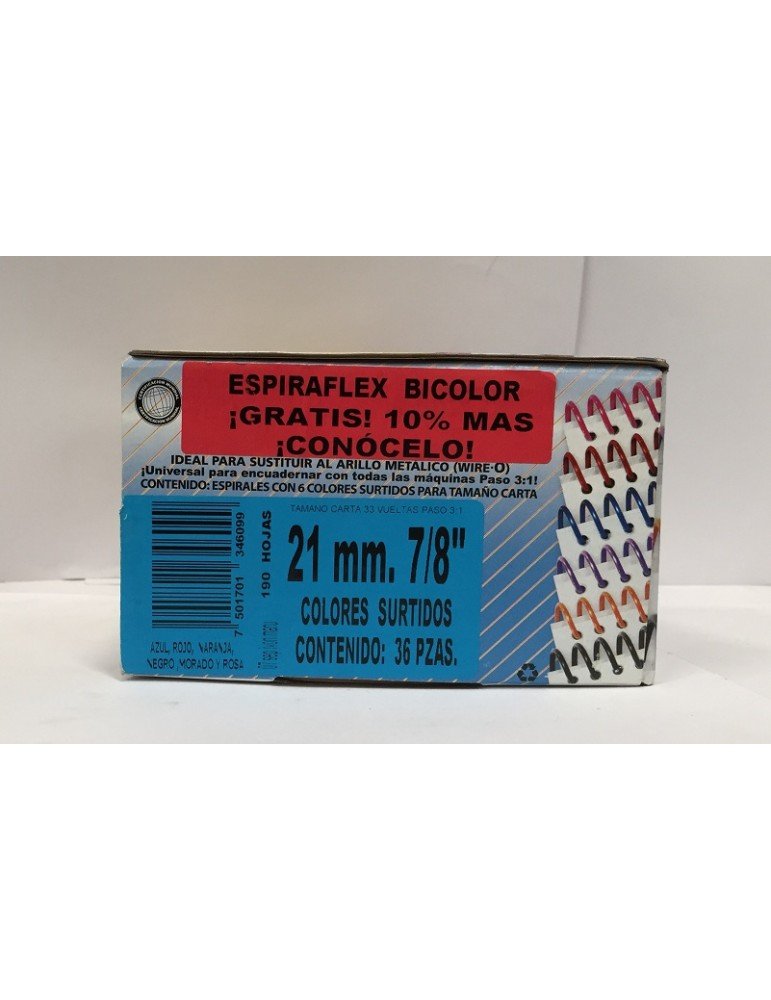 ESPIRAFLEX BICOLOR
¡GRATIS! 10% MAS
¡CONÓCELO!
IDEAL PARA SUSTITUIR AL ARILLO METALICO (WIRE-O)
¡Universal para encuadernar con todas las máquinas Paso 3:1!
CONTENIDO: ESPIRALES CON 6 COLORES SURTIDOS PARA TAMAÑO CARTA
TAMANO CARTA 33 VUELTAS PASO 3:1
21 mm. 7/8"
COLORES SURTIDOS
CONTENIDO: 36 PZAS.
190 HOJAS
7 501701 346099
AZUL, ROJO, NARANJA,
NEGRO ,MORADO Y ROSA